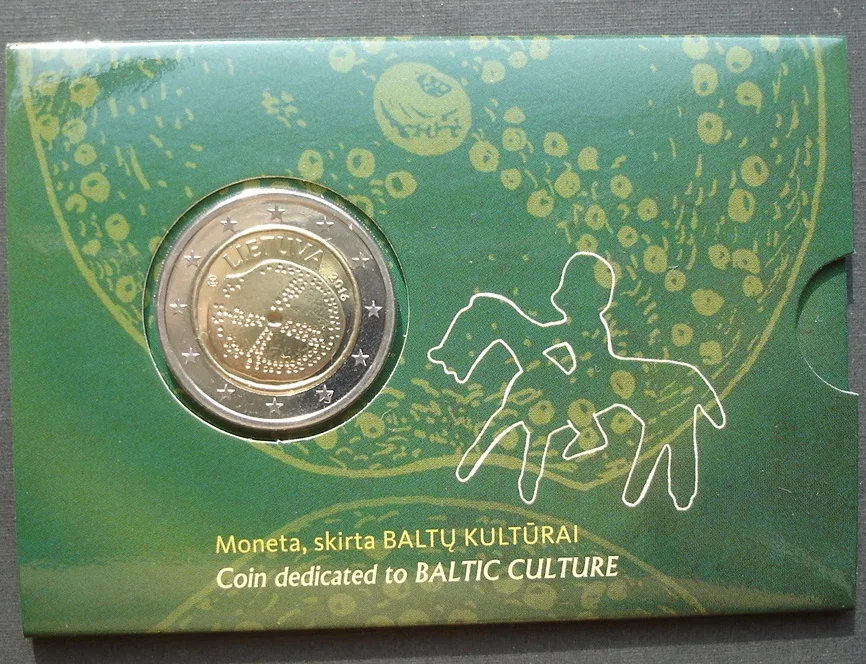 LIETUVA
2016
Moneta, skirta BALTŲ KULTŪRAI
Coin dedicated to BALTIC CULTURE